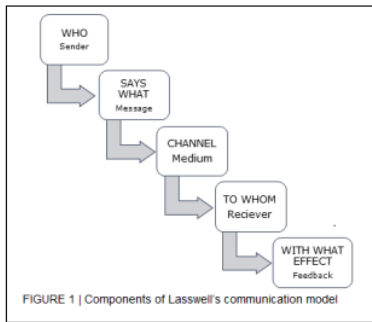 WHO
Sender
SAYS
WHAT
Message
CHANNEL
Medium
TO WHOM
Reciever
WITH WHAT
EFFECT
Feedback
FIGURE 1 | Components of Lasswell's communication model